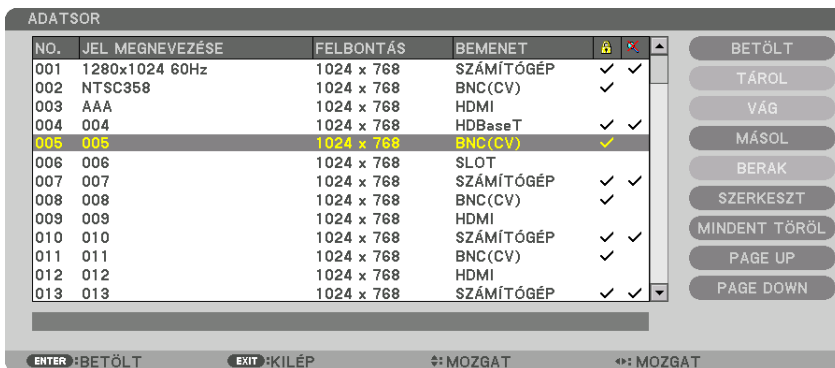 ADATSOR
NO. JEL MEGNEVEZÉSE FELBONTÁS BEMENET
001 1280x1024 60Hz 1024 x 768 SZÁMÍTÓGÉP ✓ ✓
002 NTSC358 1024 x 768 BNC(CV) ✓
003 AAA 1024 x 768 HDMI
004 004 1024 x 768 HDBaseT ✓ ✓
005 005 1024 x 768 BNC(CV) ✓
006 006 1024 x 768 SLOT
007 007 1024 x 768 SZÁMÍTÓGÉP ✓ ✓
008 008 1024 x 768 BNC(CV) ✓
009 009 1024 x 768 HDMI
010 010 1024 x 768 SZÁMÍTÓGÉP ✓ ✓
011 011 1024 x 768 BNC(CV) ✓
012 012 1024 x 768 HDMI
013 013 1024 x 768 SZÁMÍTÓGÉP ✓ ✓
BETÖLT
TÁROL
VÁG
MÁSOL
BERAK
SZERKESZT
MINDENT TÖRÖL
PAGE UP
PAGE DOWN
ENTER :BETÖLT EXIT :KILÉP :MOZGAT :MOZGAT